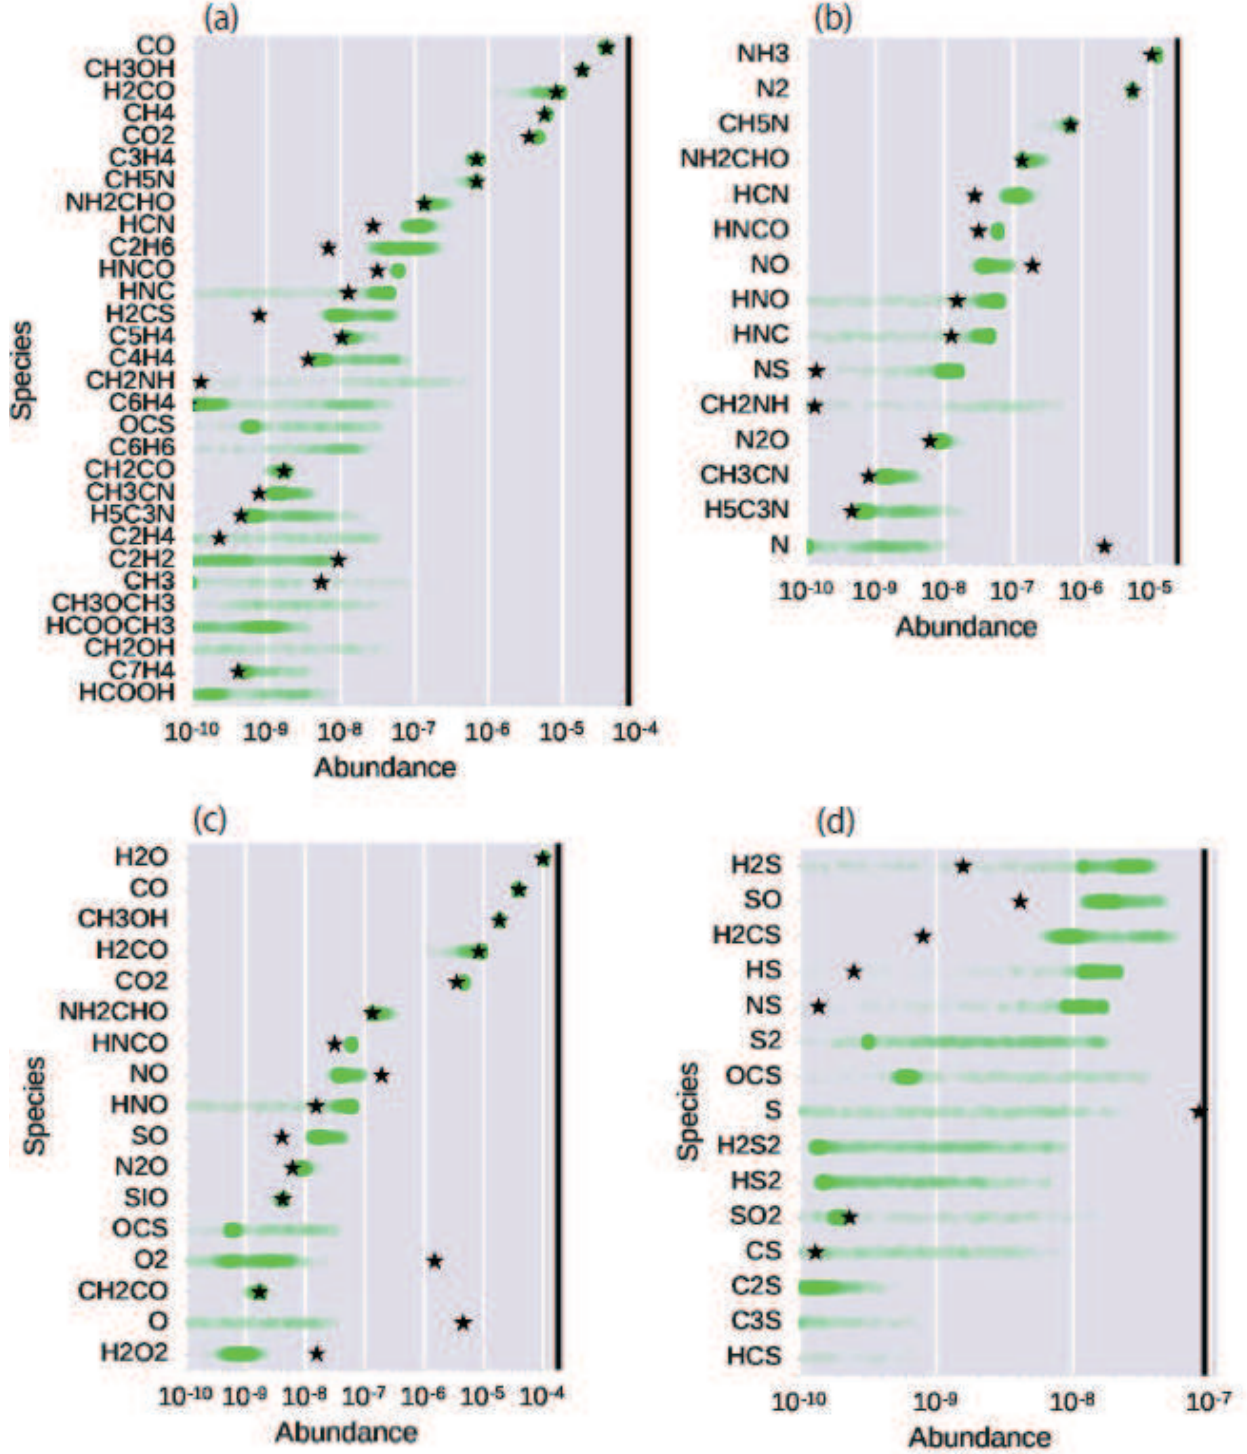 (a)
CO
CH3OH
H2CO
CH4
CO2
C3H4
CH5N
NH2CHO
HCN
C2H6
HNCO
HNC
H2CS
C5H4
C4H4
CH2NH
C6H4
OCS
C6H6
CH2CO
CH3CN
H5C3N
C2H4
C2H2
CH3
CH3OCH3
HCOOCH3
CH2OH
C7H4
HCOOH
Species
10-10 10-9 10-8 10-7 10-6 10-5 10-4
Abundance
(b)
NH3
N2
CH5N
NH2CHO
HCN
HNCO
NO
HNO
HNC
NS
CH2NH
N2O
CH3CN
H5C3N
N
10-10 10-9 10-8 10-7 10-6 10-5
Abundance
(c)
H2O
CO
CH3OH
H2CO
CO2
NH2CHO
HNCO
NO
HNO
SO
N2O
SIO
OCS
O2
CH2CO
O
H2O2
Species
10-10 10-9 10-8 10-7 10-6 10-5 10-4
Abundance
(d)
H2S
SO
H2CS
HS
NS
S2
OCS
S
H2S2
HS2
SO2
CS
C2S
C3S
HCS
Species
10-10 10-9 10-8 10-7
Abundance